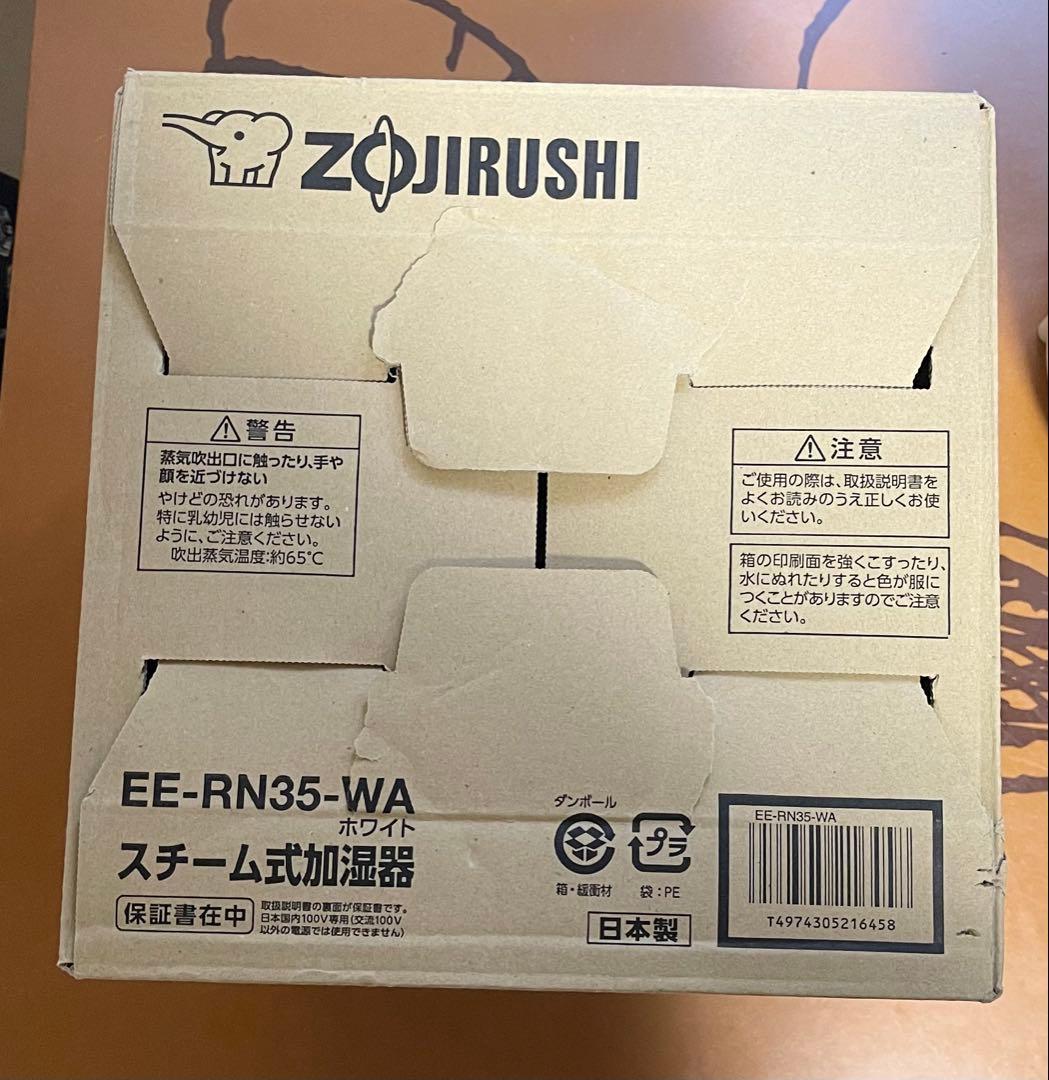 ZOJIRUSHI
警告
蒸気吹出口に触ったり、手や
顔を近づけない
やけどの恐れがあります。
特に乳幼児には触らせない
ように、ご注意ください。
吹出蒸気温度:約65℃
注意
ご使用の際は、取扱説明書を
よくお読みのうえ正しくお使
いください。
箱の印刷面を強くこすったり、
水にぬれたりすると色が服に
つくことがありますのでご注意
ください。
EE-RN35-WA
ホワイト
スチーム式加湿器
保証書在中
取扱説明書の裏面が保証書です。
日本国内100V専用(交流100V
以外の電源では使用できません)
ダンボール
箱・緩衝材
プラ
袋:PE
日本製
EE-RN35-WA
T4974305216458